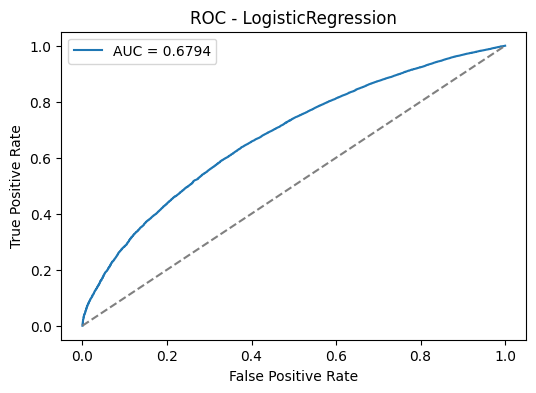 ROC - LogisticRegression
AUC = 0.6794
True Positive Rate
1.0
0.8
0.6
0.4
0.2
0.0
0.0 0.2 0.4 0.6 0.8 1.0
False Positive Rate